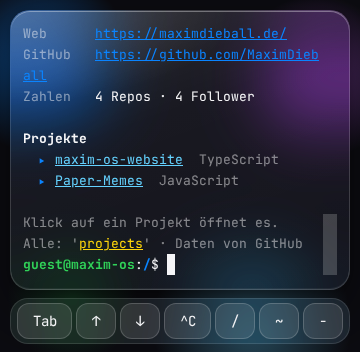 Web https://maximdieball.de/
GitHub https://github.com/MaximDieb
all
Zahlen 4 Repos · 4 Follower
Projekte
▸ maxim-os-website TypeScript
▸ Paper-Memes JavaScript
Klick auf ein Projekt öffnet es.
Alle: 'projects' · Daten von GitHub
guest@maxim-os:/$
Tab ↑ ↓ ^C / ~ -